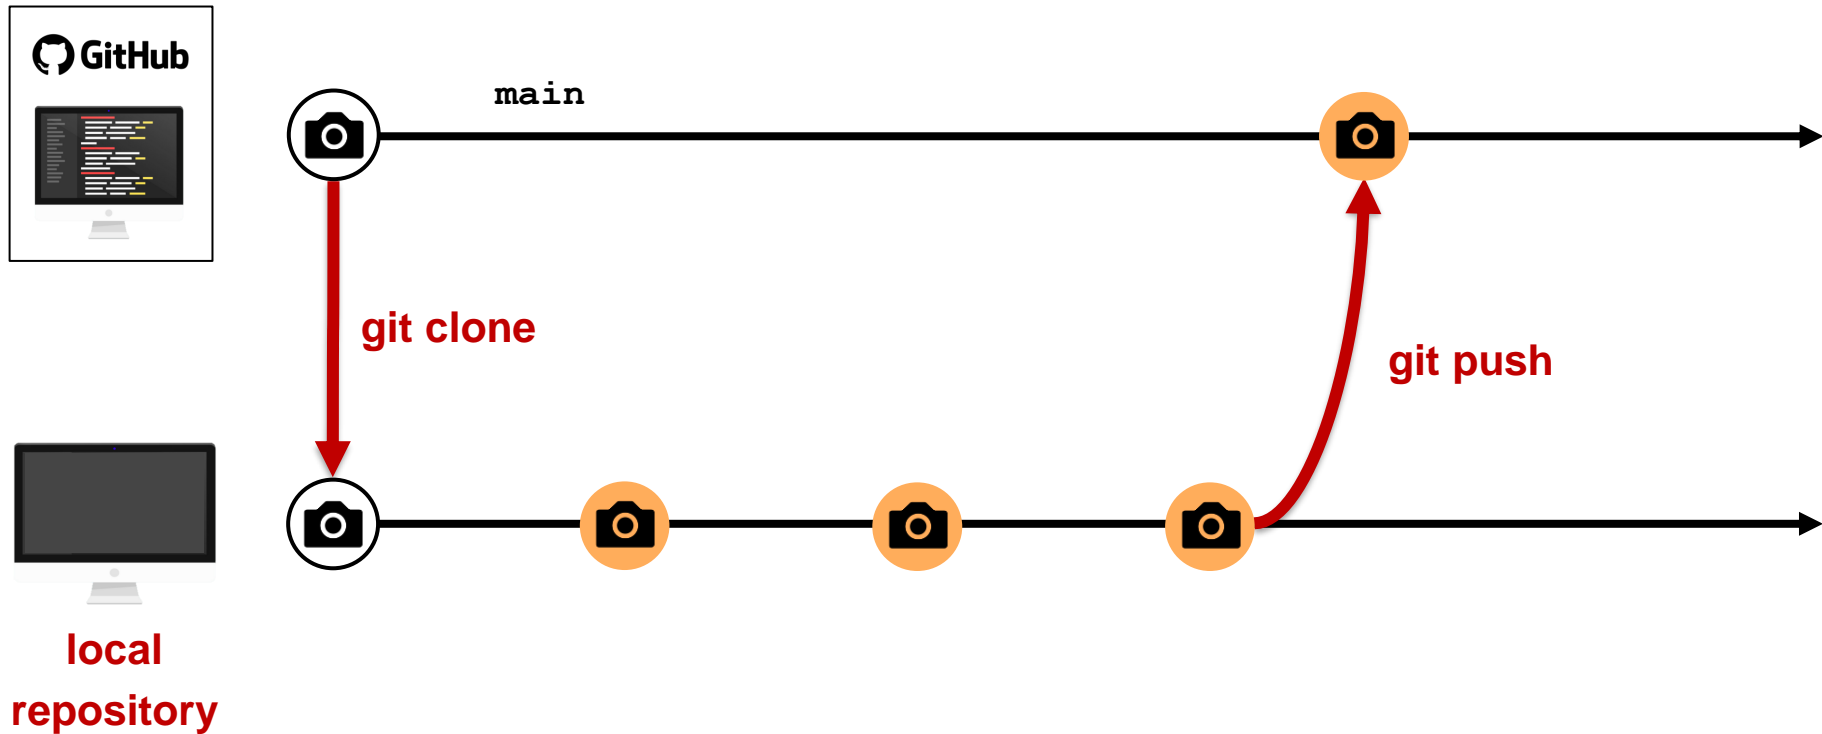 GitHub
main
git clone
git push
local
repository